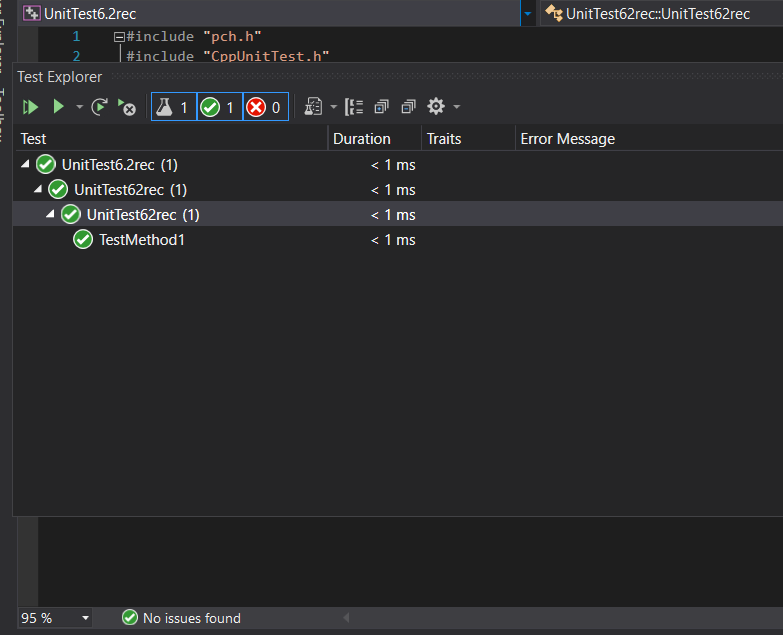 UnitTest6.2rec
UnitTest62rec::UnitTest62rec
1 #include "pch.h"
2 #include "CppUnitTest.h"
Test Explorer
1 1 0
Test Duration Traits Error Message
UnitTest6.2rec (1) < 1 ms
UnitTest62rec (1) < 1 ms
UnitTest62rec (1) < 1 ms
TestMethod1 < 1 ms
95 % No issues found